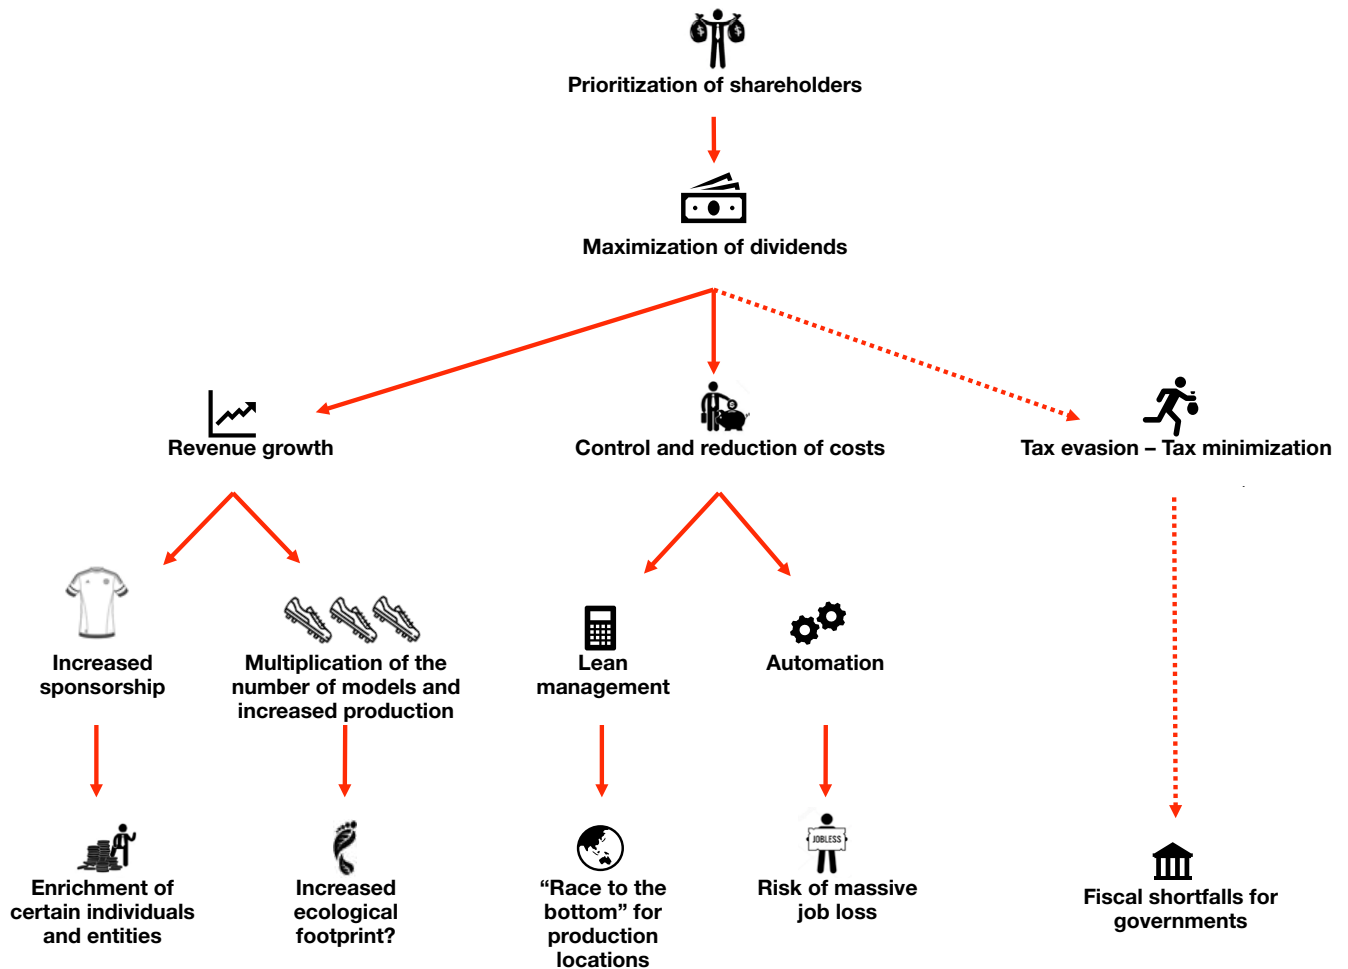 Prioritization of shareholders
Maximization of dividends
Revenue growth
Control and reduction of costs
Tax evasion – Tax minimization
Increased
sponsorship
Multiplication of the
number of models and
increased production
Lean
management
Automation
JOBLESS
Enrichment of
certain individuals
and entities
Increased
ecological
footprint?
“Race to the
bottom” for
production
locations
Risk of massive
job loss
Fiscal shortfalls for
governments